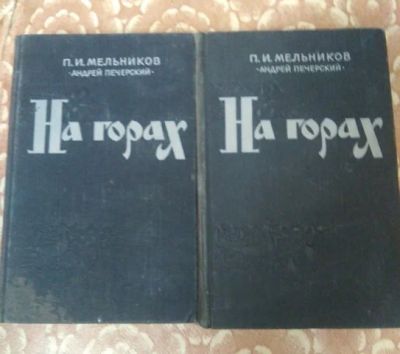 П. И. МЕЛЬНИКОВ
·АНДРЕЙ ПЕЧЕРСКИЙ·
На горах
П. И. МЕЛЬНИКОВ
·АНДРЕЙ ПЕЧЕРСКИЙ·
На горах